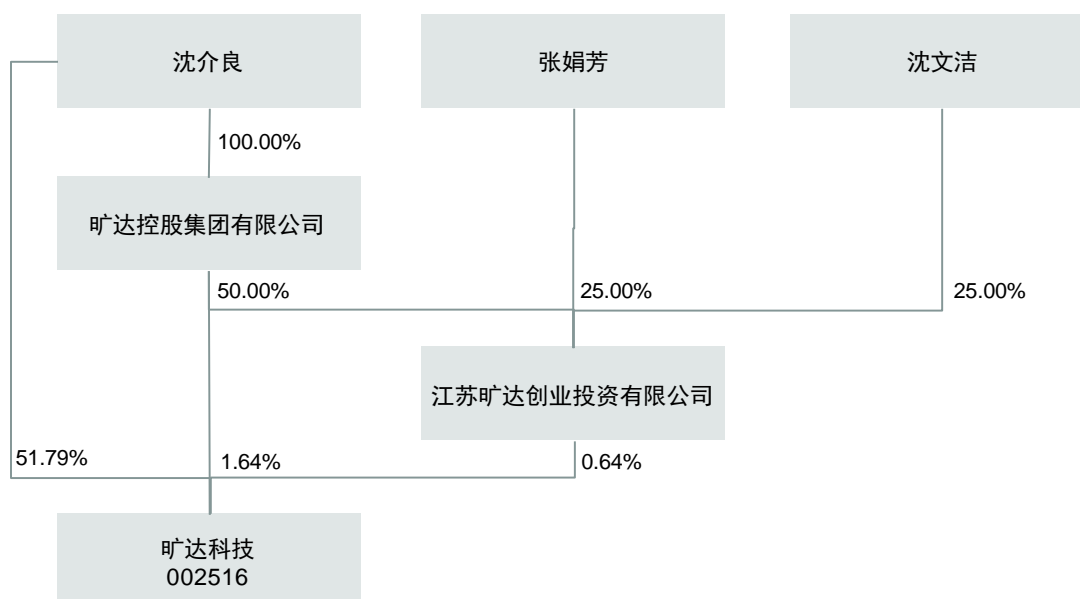 沈介良
张娟芳
沈文洁
100.00%
旷达控股集团有限公司
50.00%
25.00%
25.00%
江苏旷达创业投资有限公司
51.79%
1.64%
0.64%
旷达科技
002516